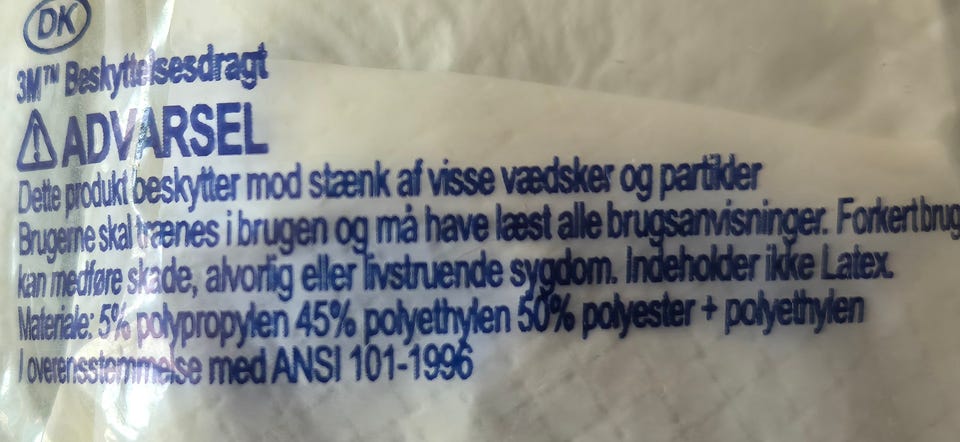 DK
3M™ Beskyttelsesdragt
⚠ ADVARSEL
Dette produkt beskytter mod stænk af visse vædsker og partikler
Brugerne skal trænes i brugen og må have læst alle brugsanvisninger. Forkert brug
kan medføre skade, alvorlig eller livstruende sygdom. Indeholder ikke Latex.
Materiale: 5% polypropylen 45% polyethylen 50% polyester + polyethylen
I overensstemmelse med ANSI 101-1996